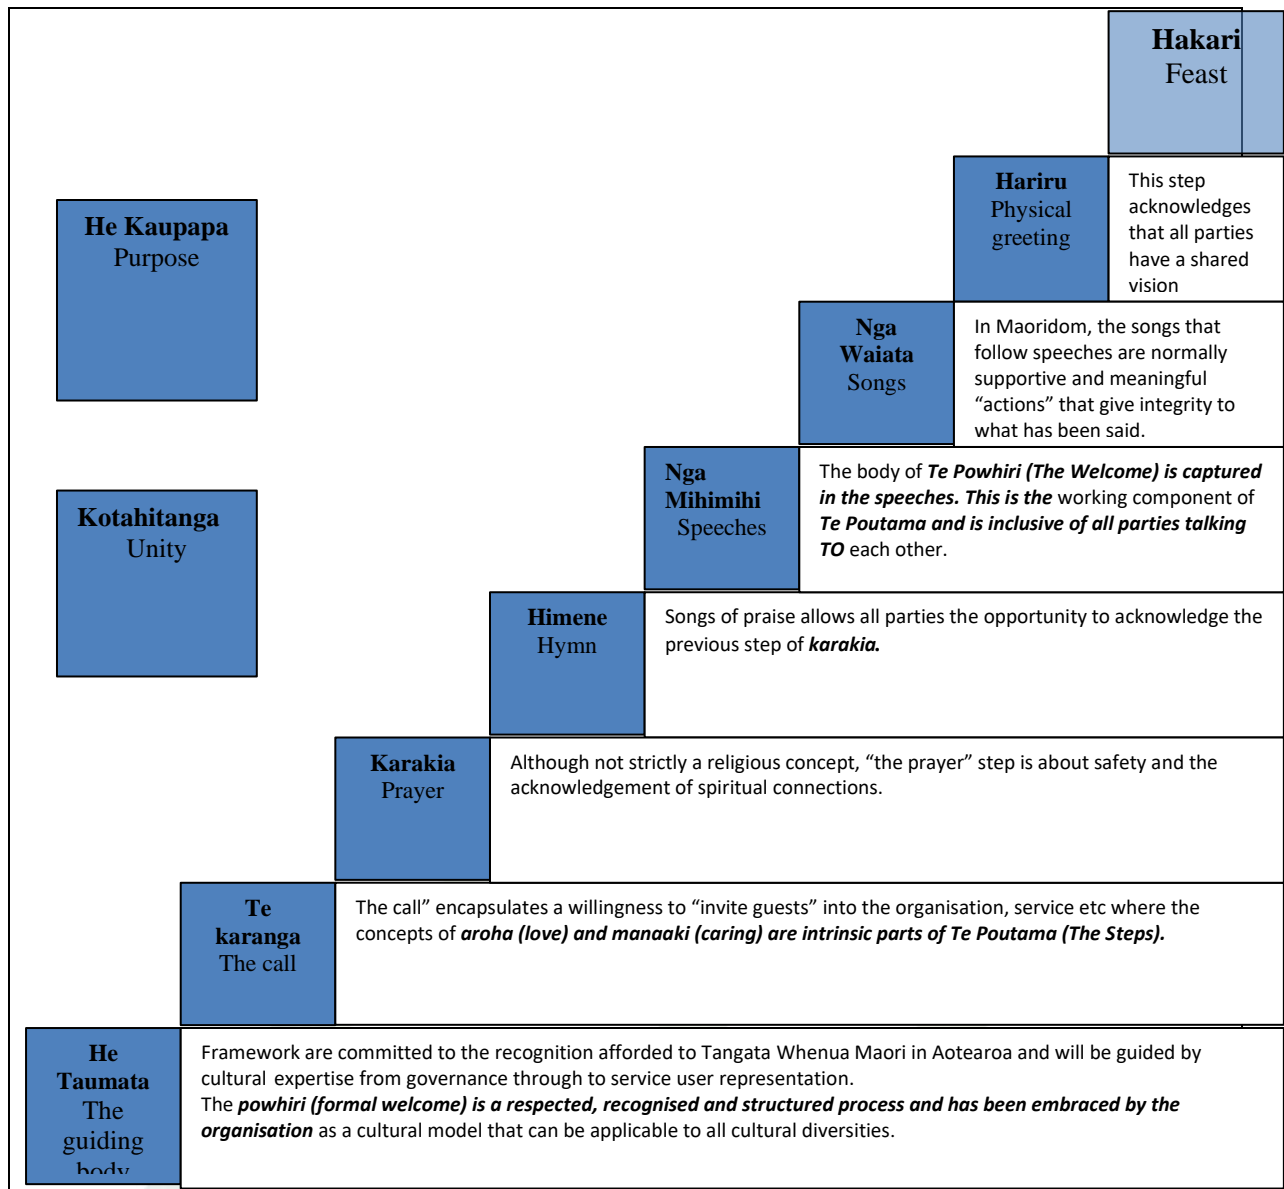 Hakari
Feast
Hariru
Physical
greeting
This step
acknowledges
that all parties
have a shared
vision
He Kaupapa
Purpose
Nga
Waiata
Songs
In Maoridom, the songs that
follow speeches are normally
supportive and meaningful
“actions” that give integrity to
what has been said.
Nga
Mihimihi
Speeches
The body of Te Powhiri (The Welcome) is captured
in the speeches. This is the working component of
Te Poutama and is inclusive of all parties talking
TO each other.
Kotahitanga
Unity
Himene
Hymn
Songs of praise allows all parties the opportunity to acknowledge the
previous step of karakia.
Karakia
Prayer
Although not strictly a religious concept, “the prayer” step is about safety and the
acknowledgement of spiritual connections.
Te
karanga
The call
The call” encapsulates a willingness to “invite guests” into the organisation, service etc where the
concepts of aroha (love) and manaaki (caring) are intrinsic parts of Te Poutama (The Steps).
He
Taumata
The
guiding
body
Framework are committed to the recognition afforded to Tangata Whenua Maori in Aotearoa and will be guided by
cultural expertise from governance through to service user representation.
The powhiri (formal welcome) is a respected, recognised and structured process and has been embraced by the
organisation as a cultural model that can be applicable to all cultural diversities.